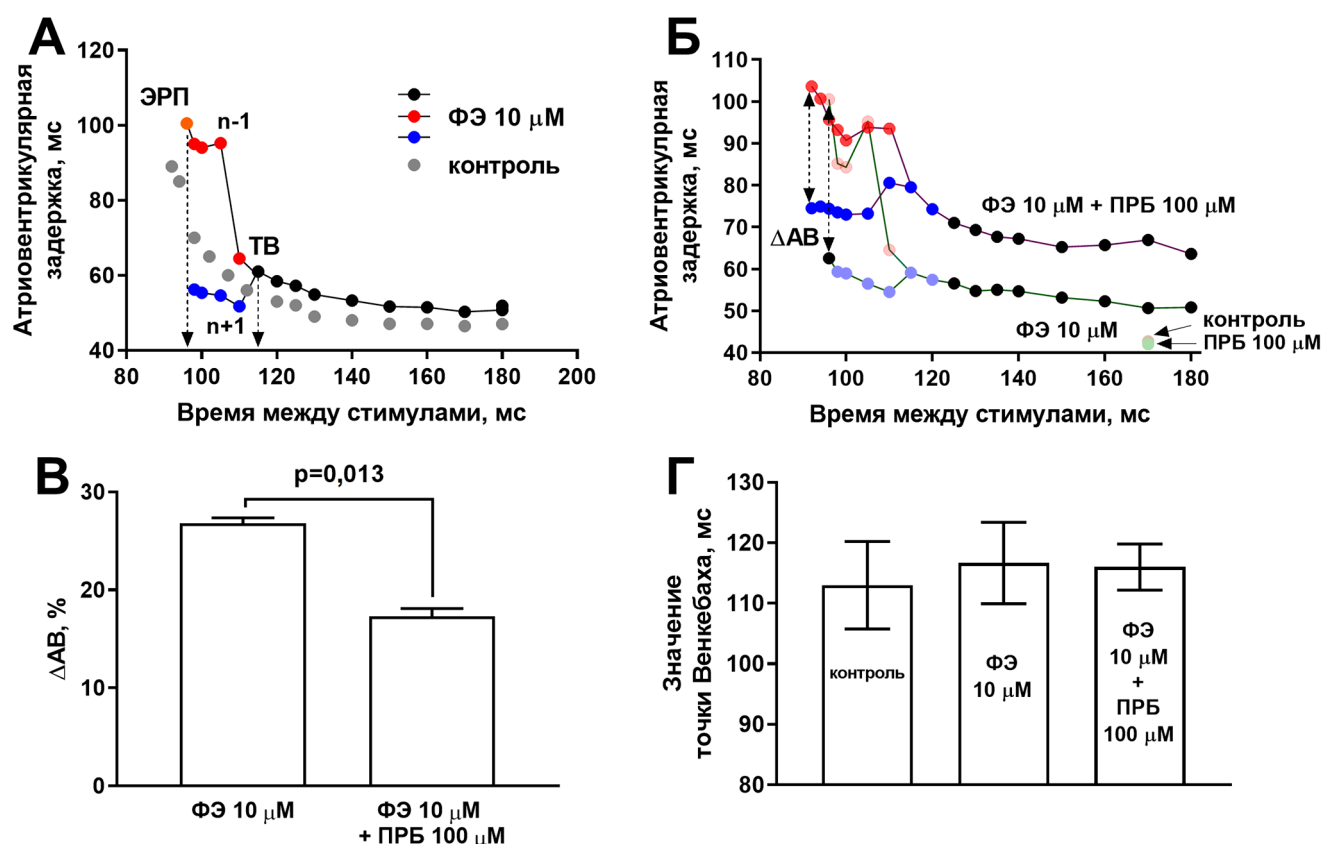 А
Атриовентрикулярная
задержка, мс
120
100
80
60
40
80
100
120
140
160
180
200
Время между стимулами, мс
ЭРП
n-1
n+1
ТВ
ФЭ 10 μM
контроль
Б
Атриовентрикулрная
задержка, мс
110
100
90
80
70
60
50
40
80
100
120
140
160
180
Время между стимулами, мс
ΔАВ
ФЭ 10 μM + ПРБ 100 μM
ФЭ 10 μM
контроль
ПРБ 100 μM
В
ΔАВ, %
30
20
10
0
p=0,013
ФЭ 10 μM
ФЭ 10 μM
+ ПРБ 100 μM
Г
Значение
точки Венкебаха, мс
130
120
110
100
90
80
контроль
ФЭ
10 μM
ФЭ
10 μM
+
ПРБ
100 μM